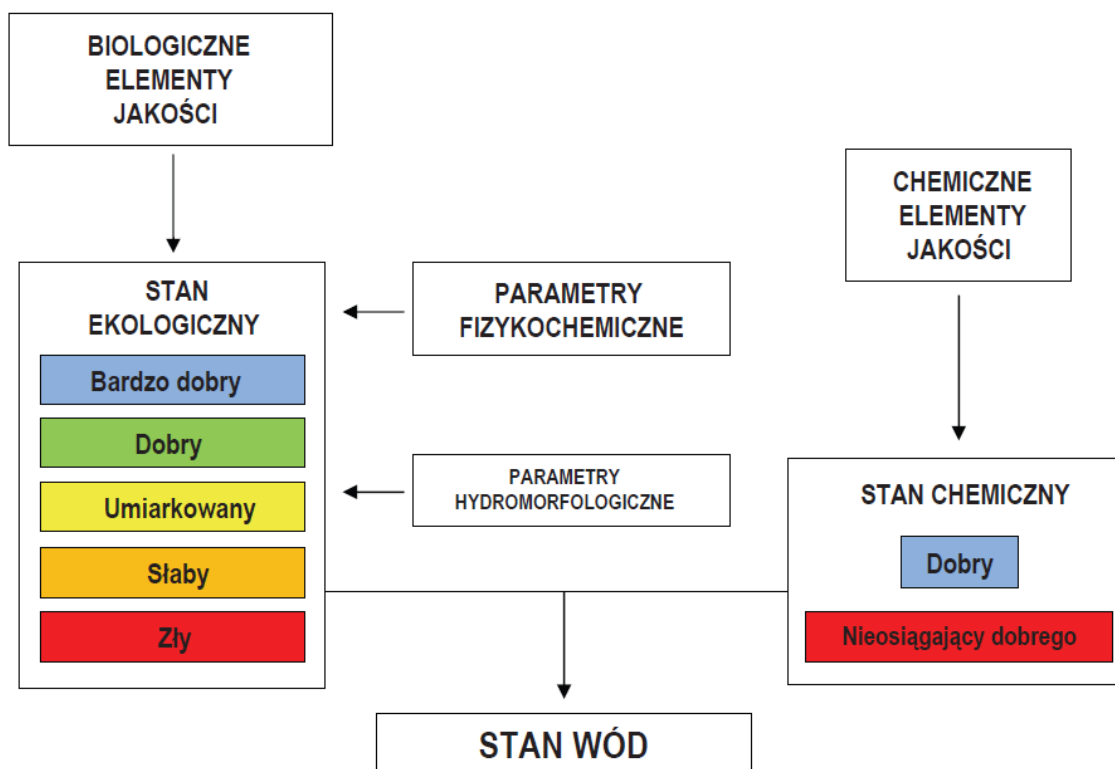 BIOLOGICZNE
ELEMENTY
JAKOŚCI
CHEMICZNE
ELEMENTY
JAKOŚCI
STAN
EKOLOGICZNY
Bardzo dobry
Dobry
Umiarkowany
Słaby
Zły
PARAMETRY
FIZYKOCHEMICZNE
PARAMETRY
HYDROMORFOLOGICZNE
STAN CHEMICZNY
Dobry
Nieosiągający dobrego
STAN WÓD